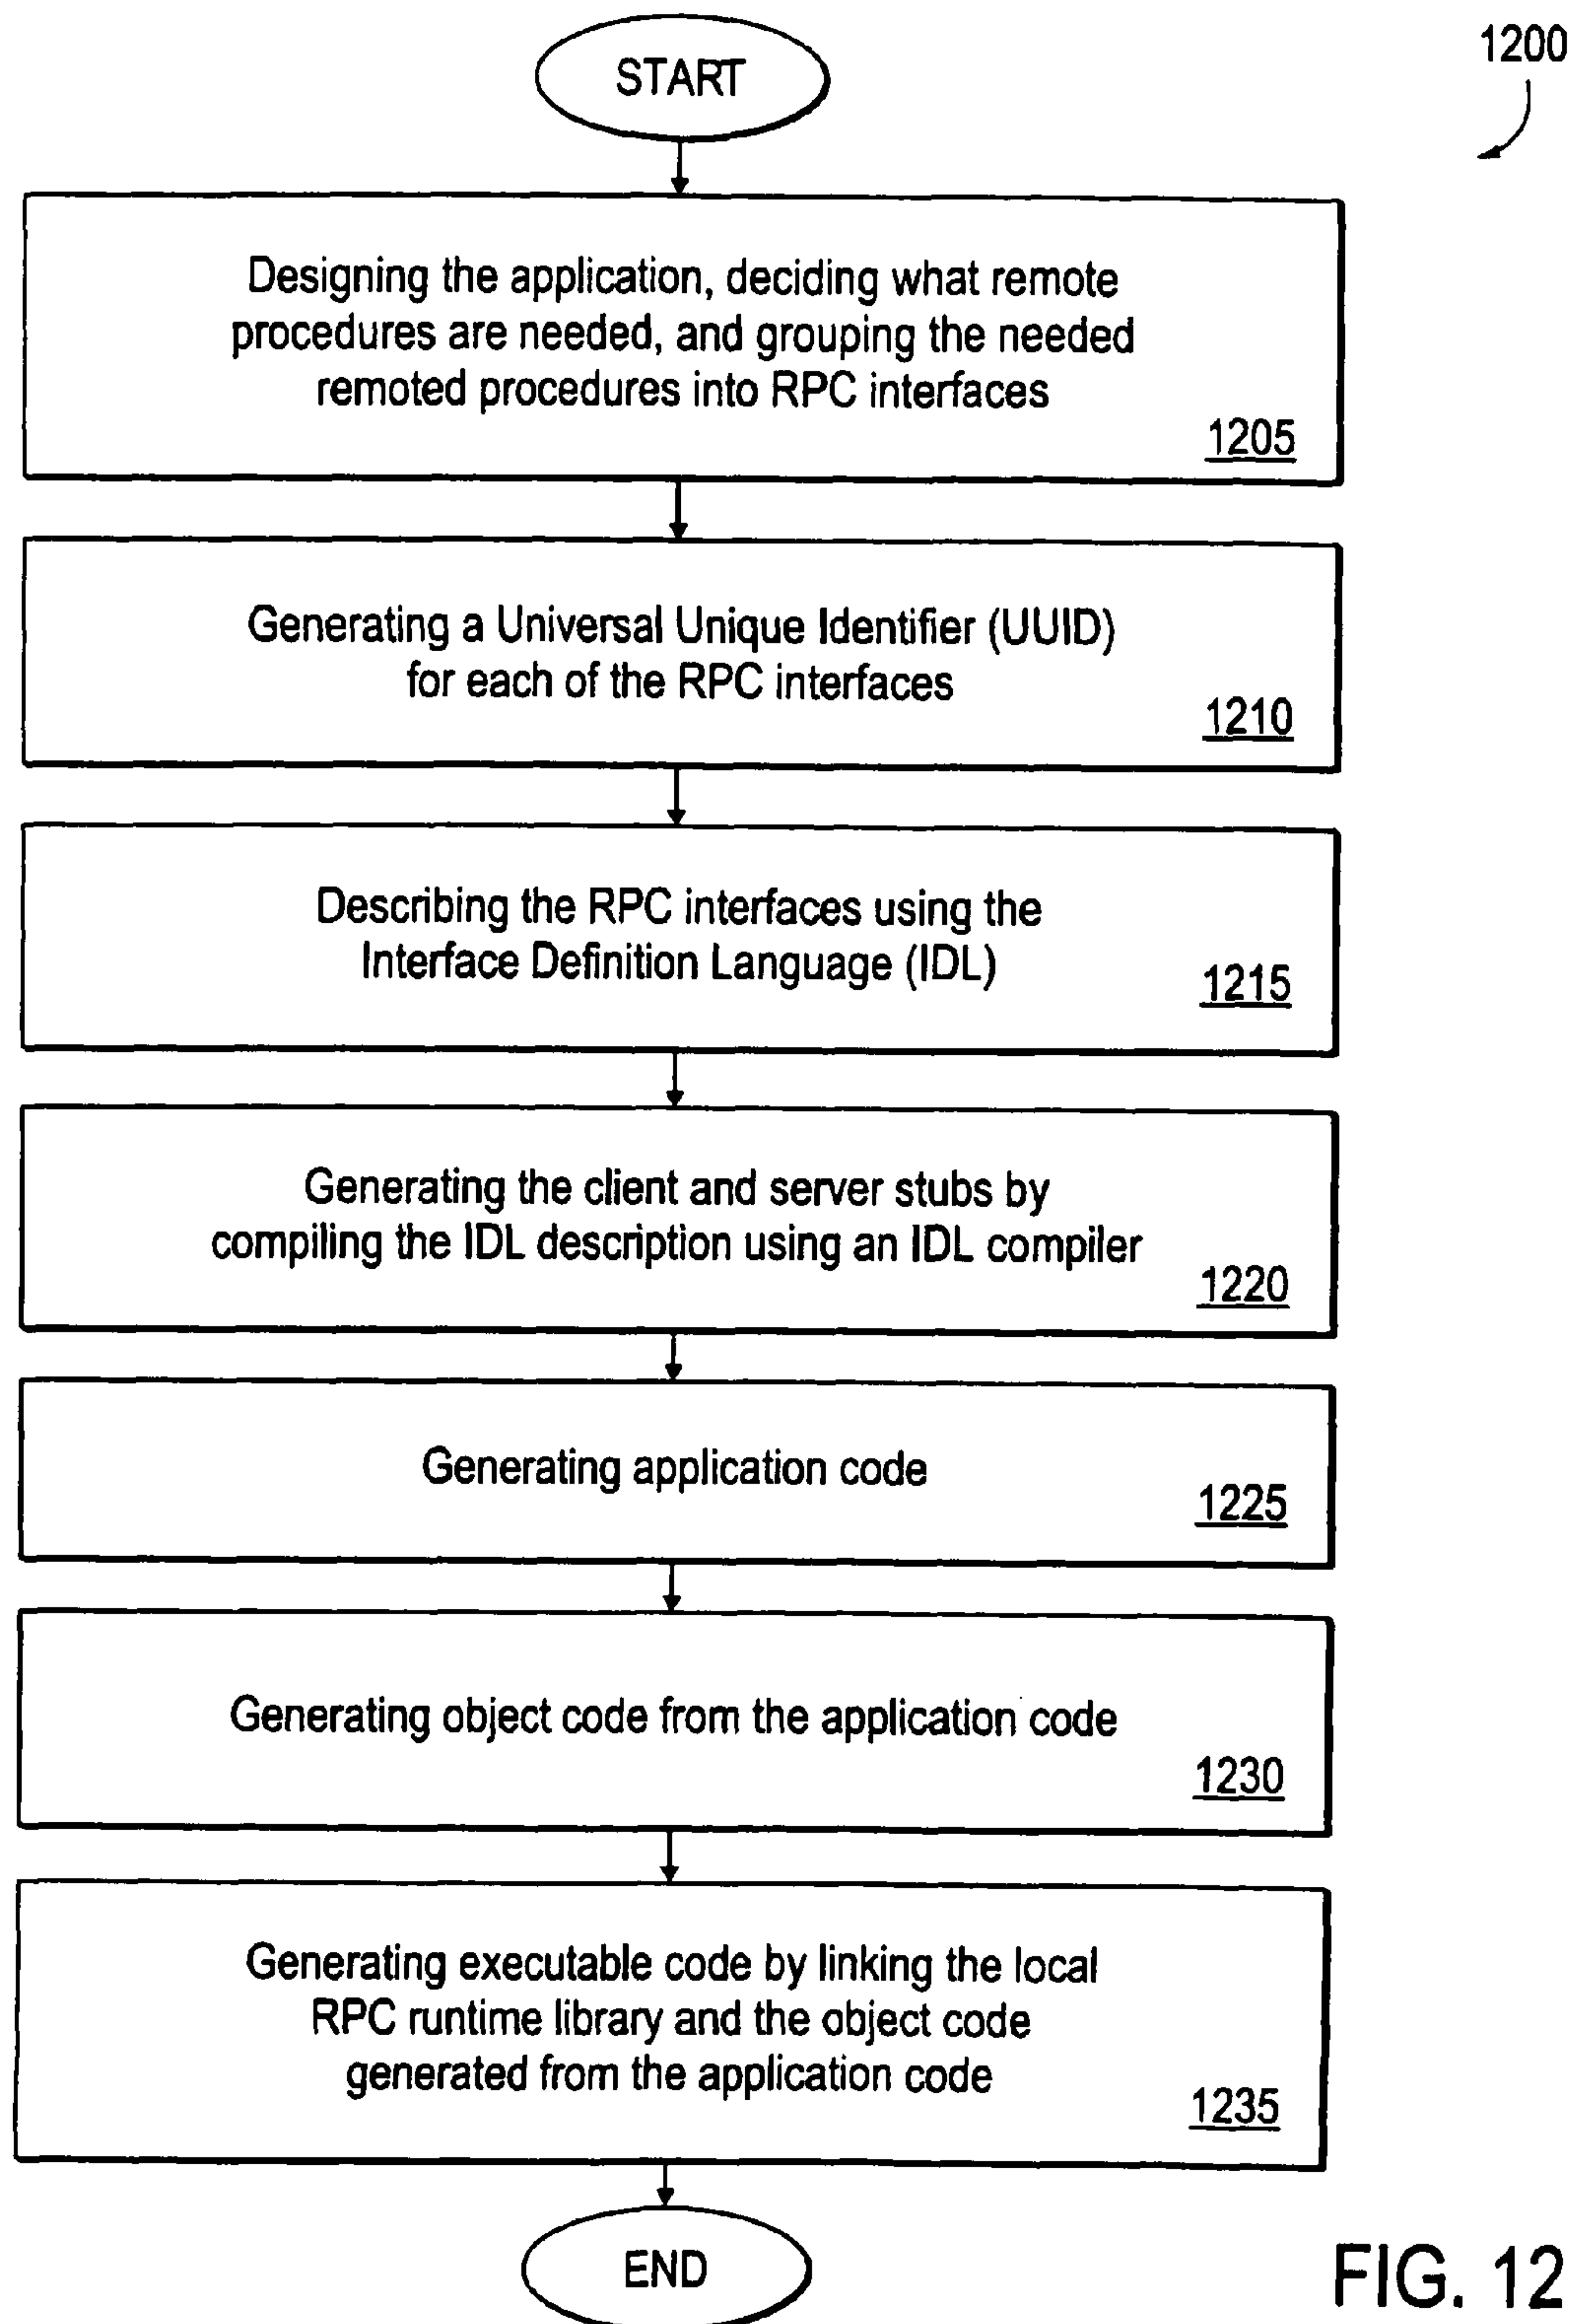 START
1200
Designing the application, deciding what remote
procedures are needed, and grouping the needed
remoted procedures into RPC interfaces
1205
Generating a Universal Unique Identifier (UUID)
for each of the RPC interfaces
1210
Describing the RPC interfaces using the
Interface Definition Language (IDL)
1215
Generating the client and server stubs by
compiling the IDL description using an IDL compiler
1220
Generating application code
1225
Generating object code from the application code
1230
Generating executable code by linking the local
RPC runtime library and the object code
generated from the application code
1235
END
FIG. 12